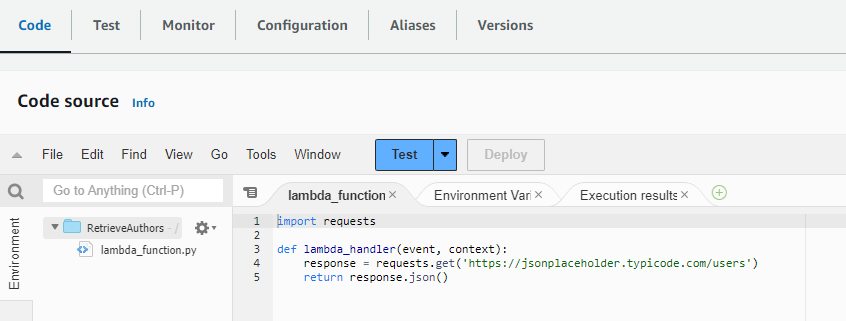 Code Test Monitor Configuration Aliases Versions
Code source Info
File Edit Find View Go Tools Window Test Deploy
Go to Anything (Ctrl-P) lambda_function Environment Vari Execution results
Environment
RetrieveAuthors - /
lambda_function.py
1 import requests
2
3 def lambda_handler(event, context):
4 response = requests.get('https://jsonplaceholder.typicode.com/users')
5 return response.json()